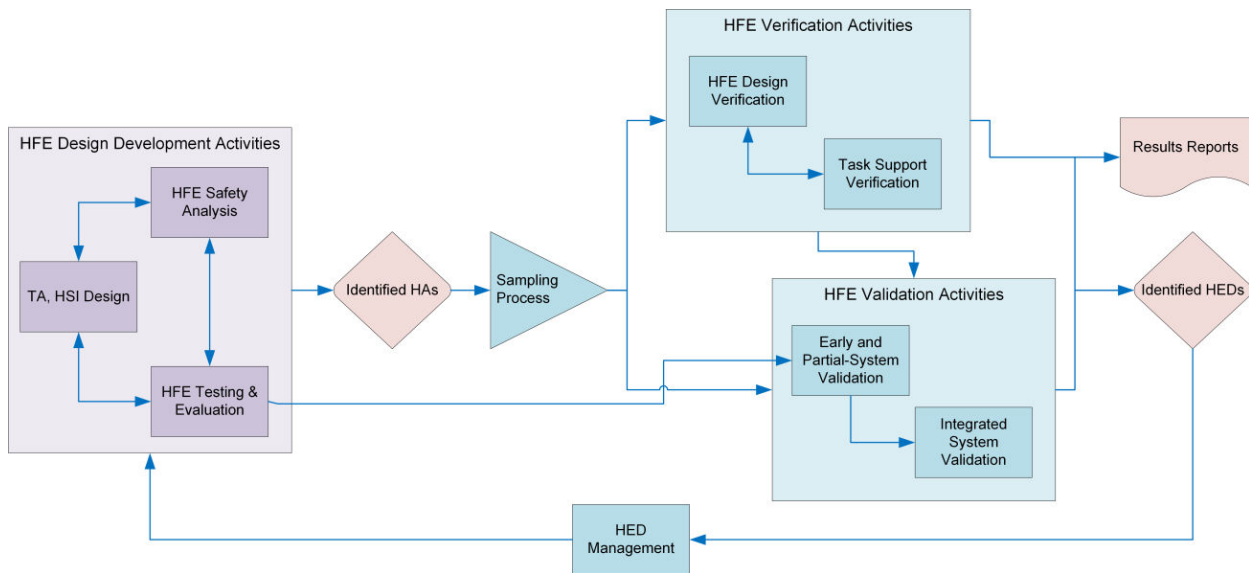 HFE Design Development Activities
HFE Safety
Analysis
TA, HSI Design
HFE Testing &
Evaluation
Identified HAs
Sampling
Process
HFE Verification Activities
HFE Design
Verification
Task Support
Verification
HFE Validation Activities
Early and
Partial-System
Validation
Integrated
System
Validation
Results Reports
Identified HEDs
HED
Management